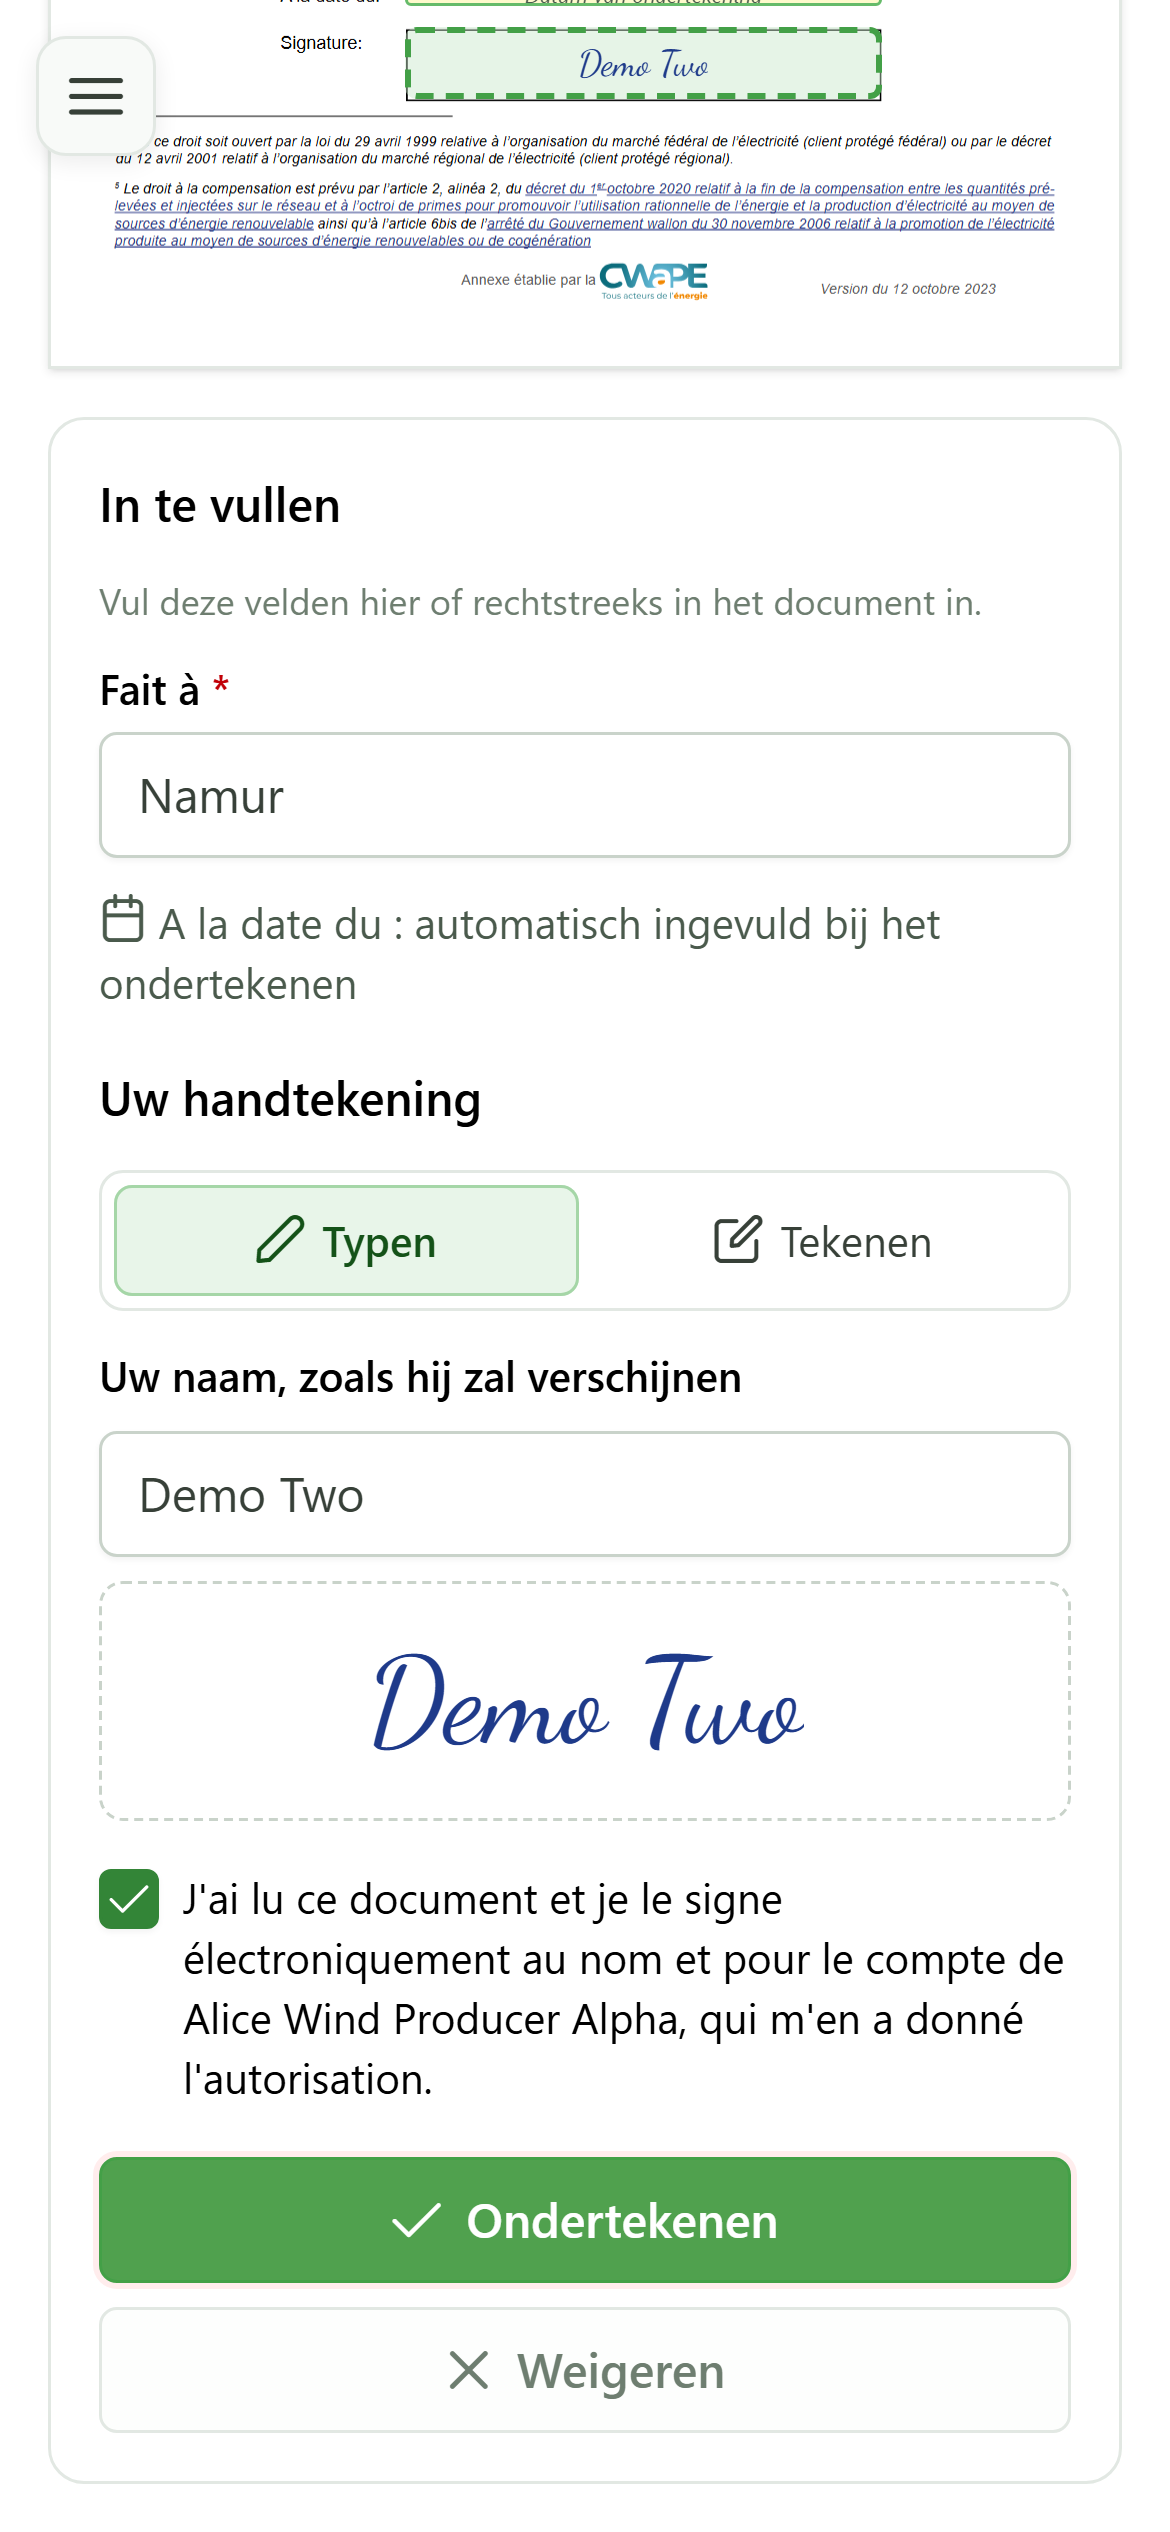 Signature:
Demo Two
ce droit soit ouvert par la loi du 29 avril 1999 relative à l'organisation du marché fédéral de l'électricité (client protégé fédéral) ou par le décret
du 12 avril 2001 relatif à l'organisation du marché régional de l'électricité (client protégé régional).
5 Le droit à la compensation est prévu par l'article 2, alinéa 2, du décret du 1er octobre 2020 relatif à la fin de la compensation entre les quantités pré-
levées et injectées sur le réseau et à l'octroi de primes pour promouvoir l'utilisation rationnelle de l'énergie et la production d'électricité au moyen de
sources d'énergie renouvelable ainsi qu'à l'article 6bis de l'arrêté du Gouvernement wallon du 30 novembre 2006 relatif à la promotion de l'électricité
produite au moyen de sources d'énergie renouvelables ou de cogénération
Annexe établie par la CWaPE
Tous acteurs de l'énergie
Version du 12 octobre 2023
In te vullen
Vul deze velden hier of rechtstreeks in het document in.
Fait à *
Namur
A la date du : automatisch ingevuld bij het
ondertekenen
Uw handtekening
Typen
Tekenen
Uw naam, zoals hij zal verschijnen
Demo Two
Demo Two
J'ai lu ce document et je le signe
électroniquement au nom et pour le compte de
Alice Wind Producer Alpha, qui m'en a donné
l'autorisation.
Ondertekenen
Weigeren